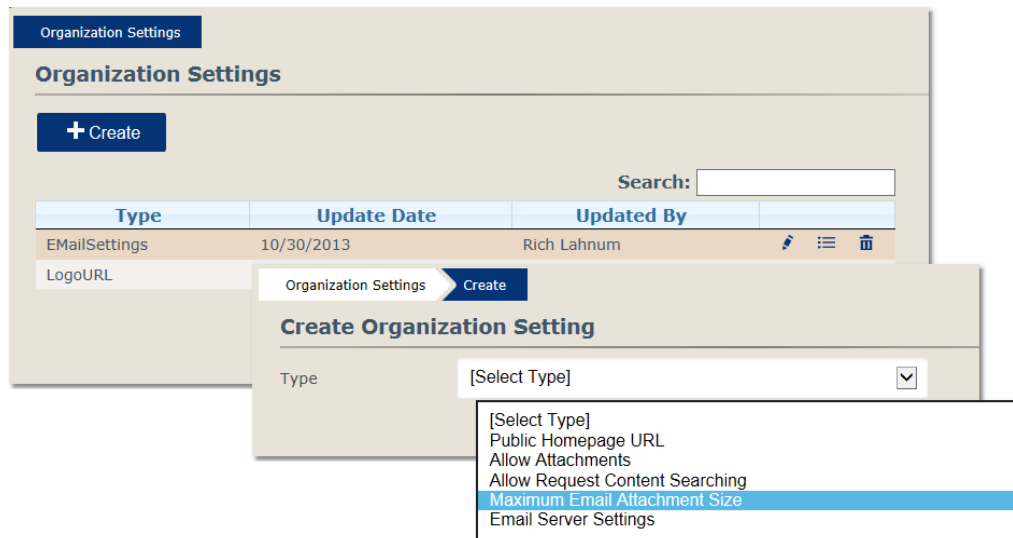 Organization Settings
Organization Settings
+ Create
Search:
Type Update Date Updated By
EMailSettings 10/30/2013 Rich Lahnum
LogoURL
Organization Settings Create
Create Organization Setting
Type [Select Type]
[Select Type]
Public Homepage URL
Allow Attachments
Allow Request Content Searching
Maximum Email Attachment Size
Email Server Settings